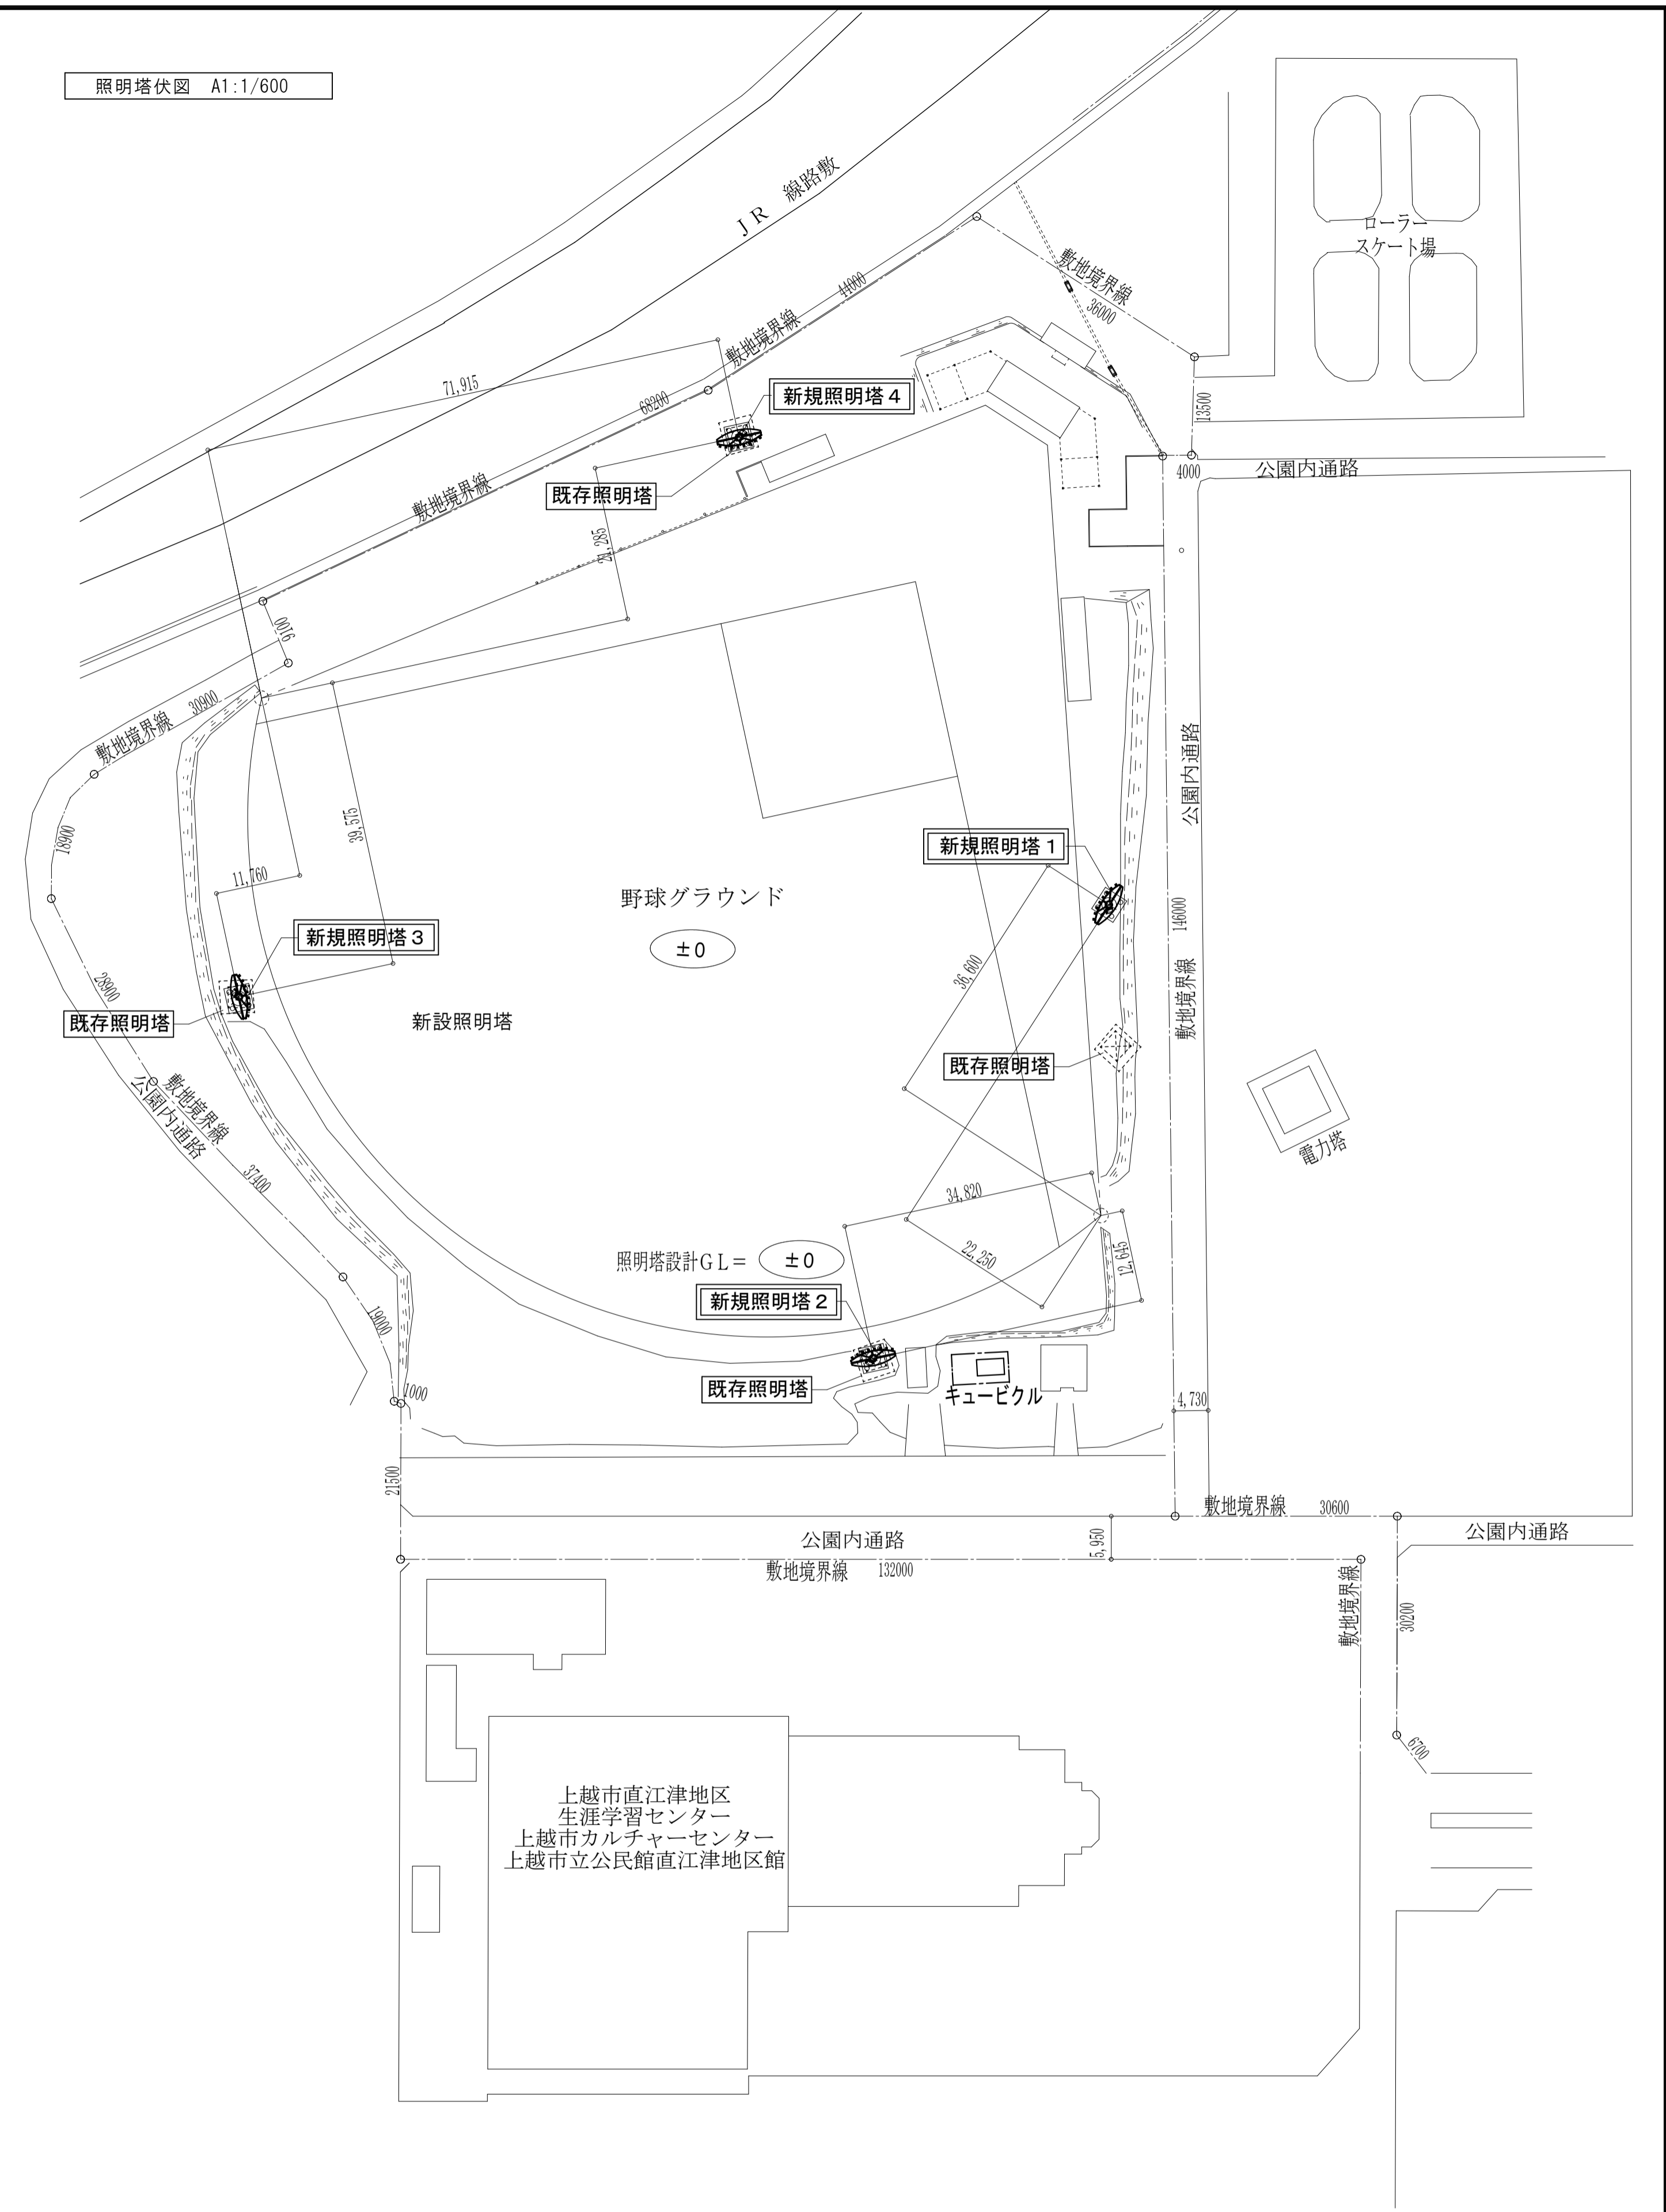 照明塔伏図 A1:1/600
JR 線路敷
ローラー
スケート場
敷地境界線
36000
44000
敷地境界線
71,915
68200
新規照明塔4
13500
4000
公園内通路
既存照明塔
敷地境界線
21,285
9100
敷地境界線 30900
18900
39,575
11,760
新規照明塔3
28900
既存照明塔
野球グラウンド
±0
新設照明塔
新規照明塔1
公園内通路
146000
敷地境界線
36,600
既存照明塔
電力塔
敷地境界線
公園内通路
37400
34,820
22,250
12,645
照明塔設計GL= ±0
新規照明塔2
既存照明塔
キュービクル
19000
1000
4,730
21500
敷地境界線 30600
公園内通路
5,950
公園内通路
敷地境界線 132000
敷地境界線
30200
6700
上越市直江津地区
生涯学習センター
上越市カルチャーセンター
上越市立公民館直江津地区館